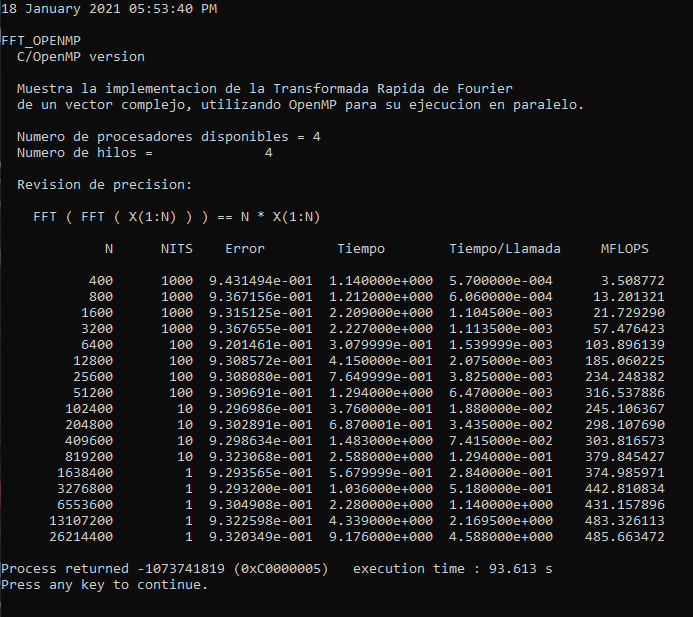 18 January 2021 05:53:40 PM
FFT_OPENMP
C/OpenMP version
Muestra la implementacion de la Transformada Rapida de Fourier
de un vector complejo, utilizando OpenMP para su ejecucion en paralelo.
Numero de procesadores disponibles = 4
Numero de hilos = 4
Revision de precision:
FFT ( FFT ( X(1:N) ) ) == N * X(1:N)
N NITS Error Tiempo Tiempo/Llamada MFLOPS
400 1000 9.431494e-001 1.140000e+000 5.700000e-004 3.508772
800 1000 9.367156e-001 1.212000e+000 6.060000e-004 13.201321
1600 1000 9.315125e-001 2.209000e+000 1.104500e-003 21.729290
3200 1000 9.367655e-001 2.227000e+000 1.113500e-003 57.476423
6400 100 9.201461e-001 3.079999e-001 1.539999e-003 103.896139
12800 100 9.308572e-001 4.150000e-001 2.075000e-003 185.060225
25600 100 9.308080e-001 7.649999e-001 3.825000e-003 234.248382
51200 100 9.309691e-001 1.294000e+000 6.470000e-003 316.537886
102400 10 9.296986e-001 3.760000e-001 1.880000e-002 245.106367
204800 10 9.302891e-001 6.870001e-001 3.435000e-002 298.107690
409600 10 9.298634e-001 1.483000e+000 7.415000e-002 303.816573
819200 10 9.323068e-001 2.588000e+000 1.294000e-001 379.845427
1638400 1 9.293565e-001 5.679999e-001 2.840000e-001 374.985971
3276800 1 9.293200e-001 1.036000e+000 5.180000e-001 442.810834
6553600 1 9.304908e-001 2.280000e+000 1.140000e+000 431.157896
13107200 1 9.322598e-001 4.339000e+000 2.169500e+000 483.326113
26214400 1 9.320349e-001 9.176000e+000 4.588000e+000 485.663472
Process returned -1073741819 (0xC0000005) execution time : 93.613 s
Press any key to continue.